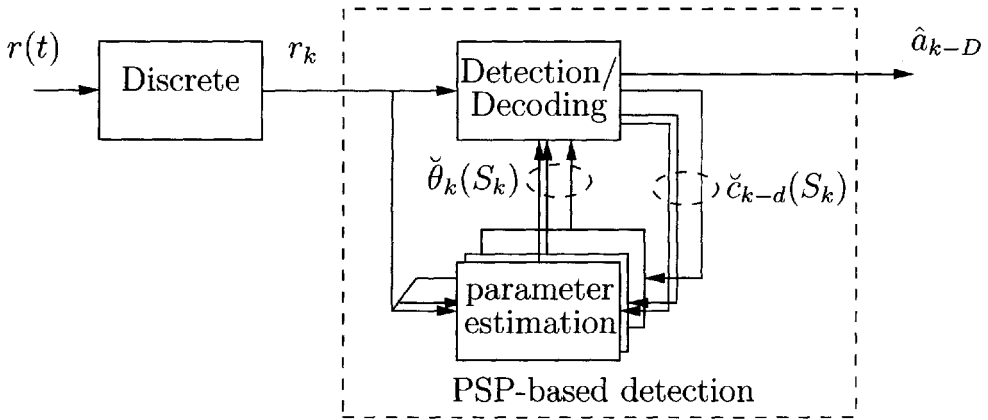 r(t)
Discrete
r_k
Detection/
Decoding
â_{k−D}
θ̆_k(S_k)
c̆_{k−d}(S_k)
parameter
estimation
PSP-based detection